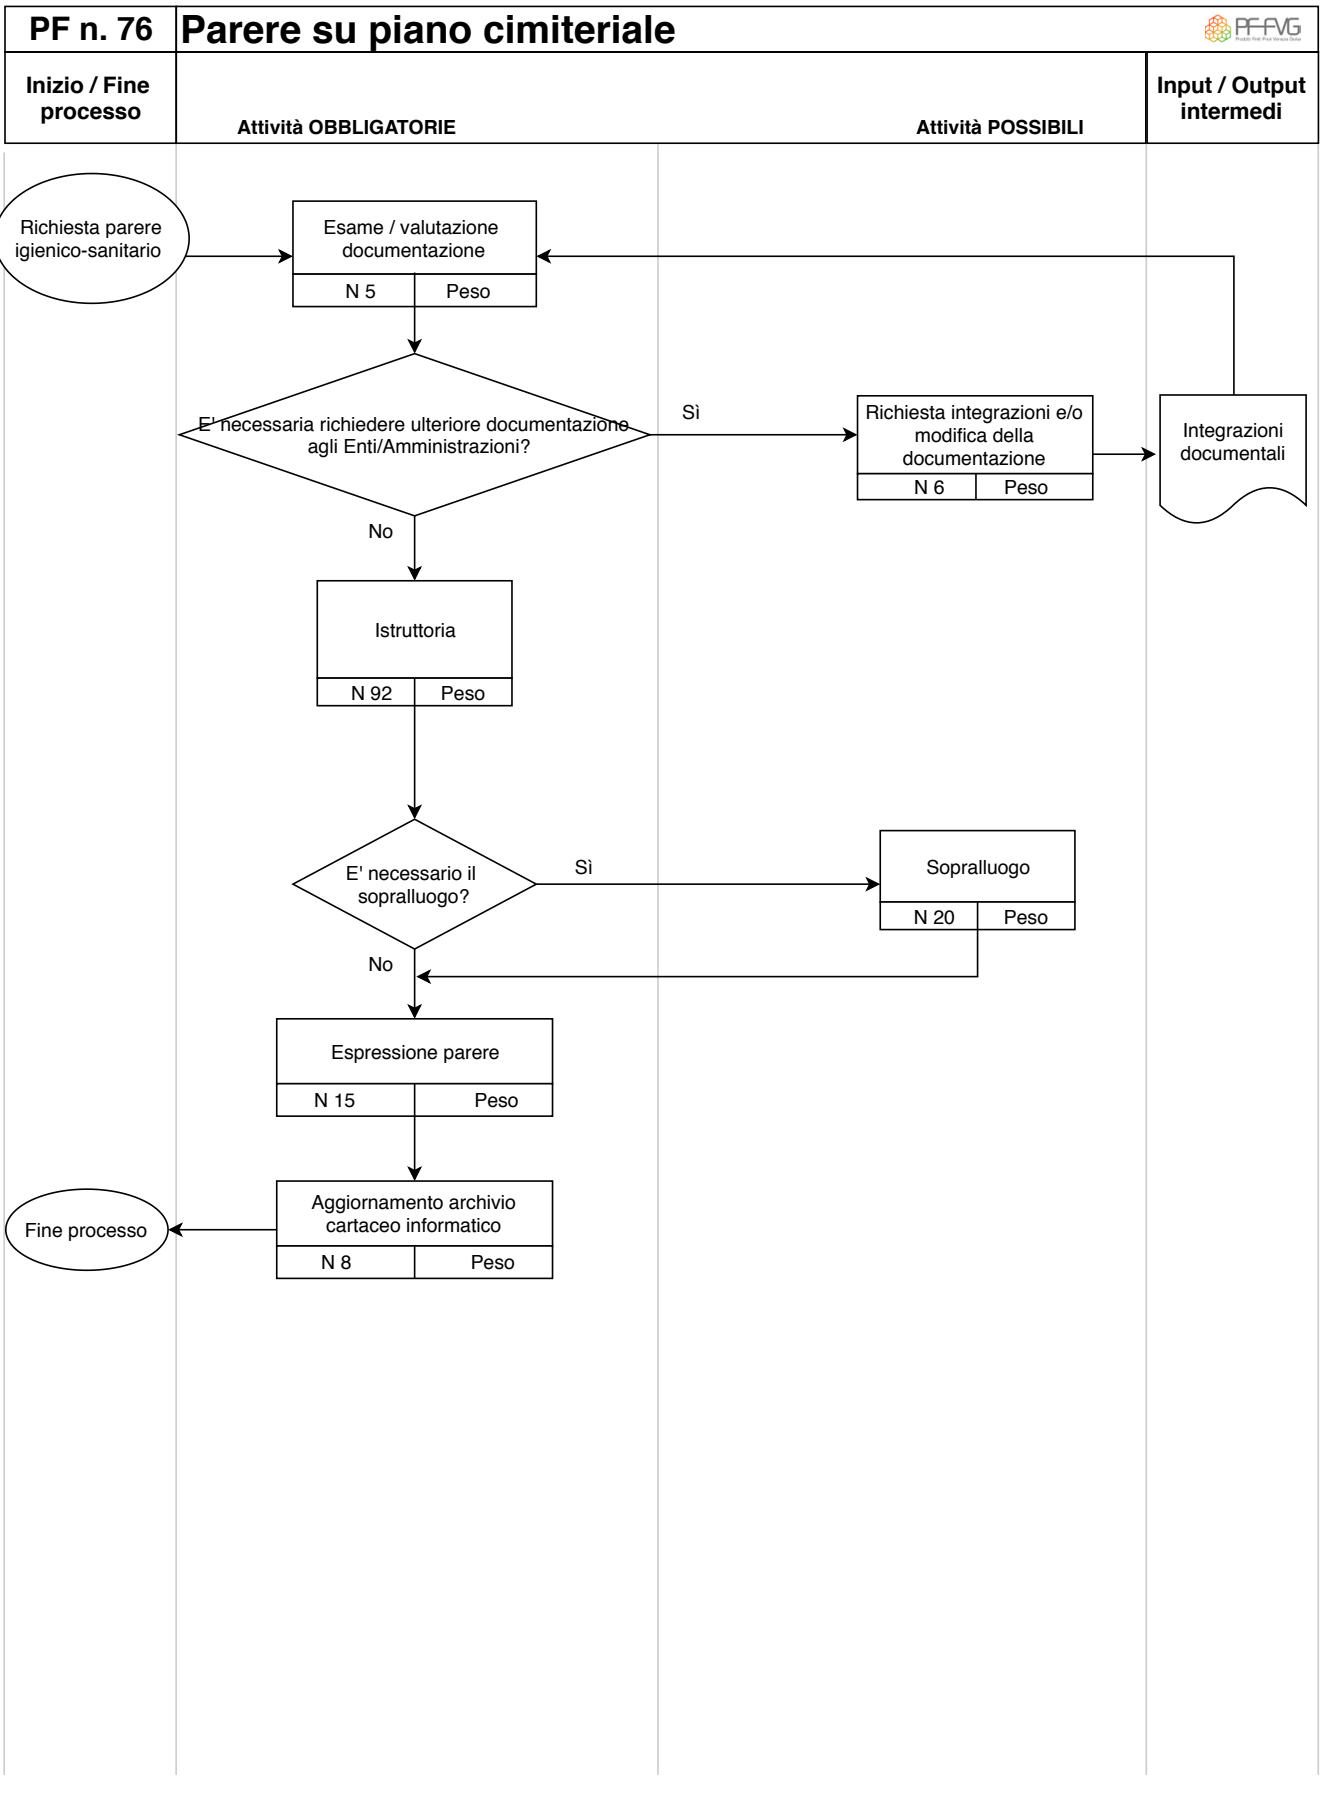 PF n. 76
Parere su piano cimiteriale
PF-FVG
Inizio / Fine
processo
Attività OBBLIGATORIE
Attività POSSIBILI
Input / Output
intermedi
Richiesta parere
igienico-sanitario
Esame / valutazione
documentazione
N 5
Peso
E' necessaria richiedere ulteriore documentazione
agli Enti/Amministrazioni?
Sì
Richiesta integrazioni e/o
modifica della
documentazione
N 6
Peso
Integrazioni
documentali
No
Istruttoria
N 92
Peso
E' necessario il
sopralluogo?
Sì
Sopralluogo
N 20
Peso
No
Espressione parere
N 15
Peso
Aggiornamento archivio
cartaceo informatico
N 8
Peso
Fine processo